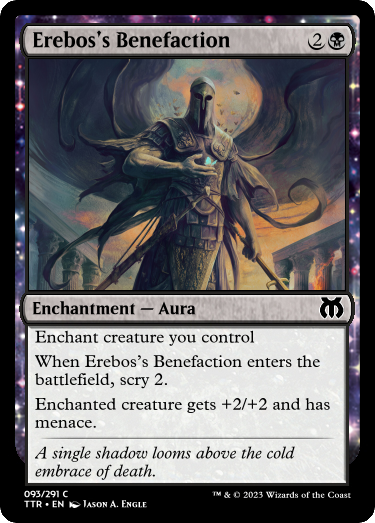 Erebos's Benefaction 2
Enchantment — Aura
Enchant creature you control
When Erebos's Benefaction enters the
battlefield, scry 2.
Enchanted creature gets +2/+2 and has
menace.
A single shadow looms above the cold
embrace of death.
093/291 C
TTR • EN Jason A. Engle
™ & © 2023 Wizards of the Coast